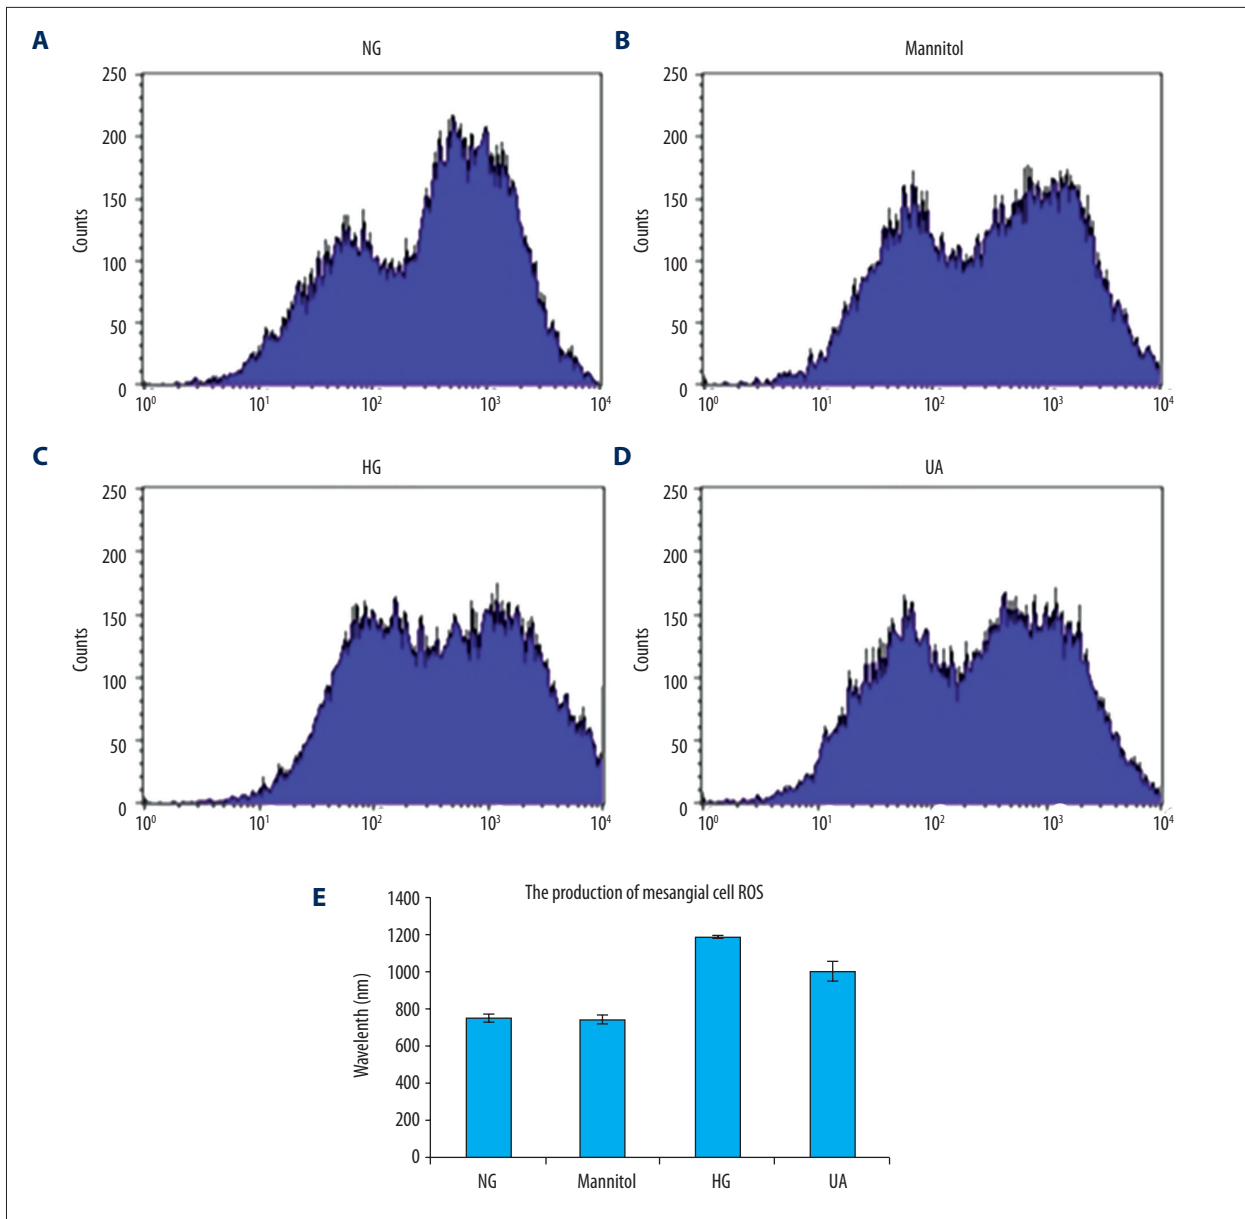 A
NG
250
200
150
100
50
0
Counts
10⁰ 10¹ 10² 10³ 10⁴
B
Mannitol
250
200
150
100
50
0
Counts
10⁰ 10¹ 10² 10³ 10⁴
C
HG
250
200
150
100
50
0
Counts
10⁰ 10¹ 10² 10³ 10⁴
D
UA
250
200
150
100
50
0
Counts
10⁰ 10¹ 10² 10³ 10⁴
E
The production of mesangial cell ROS
1400
1200
1000
800
600
400
200
0
Wavelenth (nm)
NG Mannitol HG UA